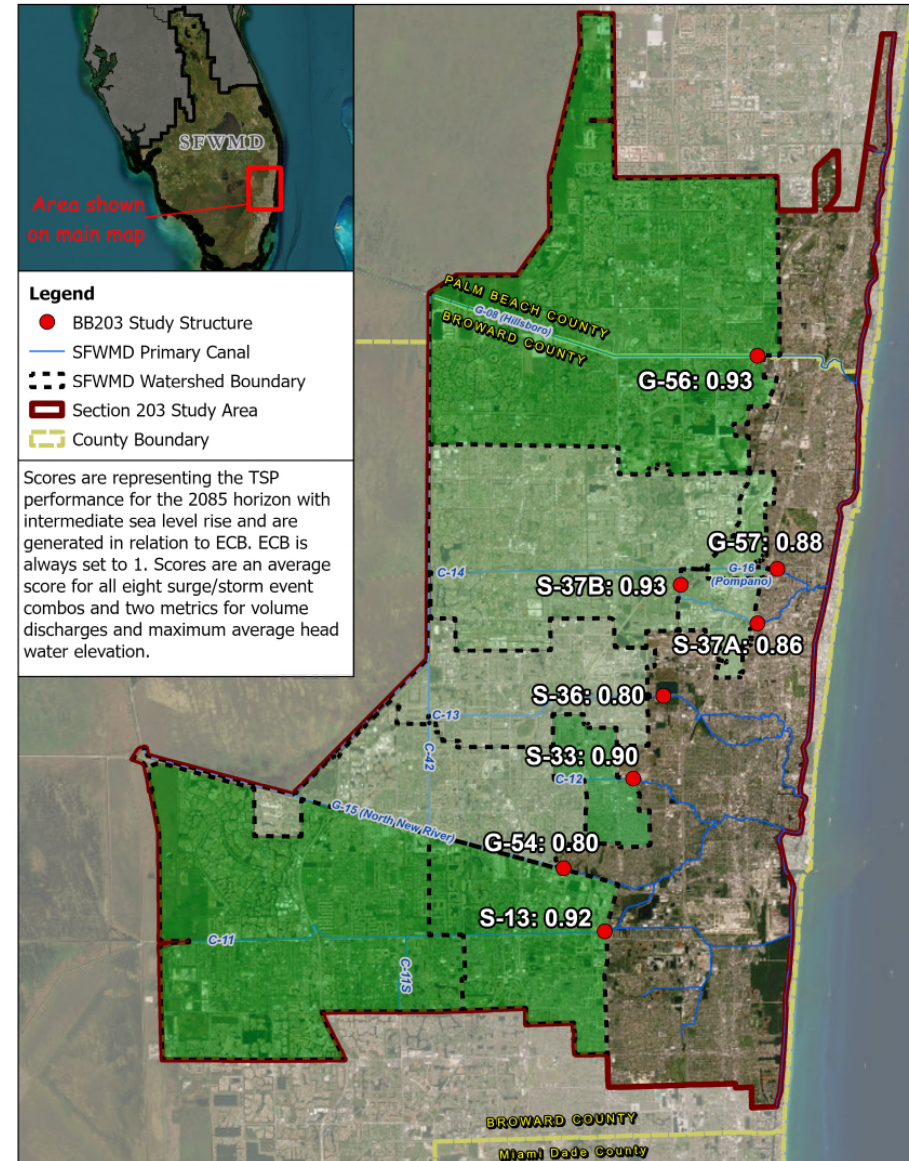 SFWMD
Area shown
on main map
Legend
BB203 Study Structure
SFWMD Primary Canal
SFWMD Watershed Boundary
Section 203 Study Area
County Boundary
Scores are representing the TSP
performance for the 2085 horizon with
intermediate sea level rise and are
generated in relation to ECB. ECB is
always set to 1. Scores are an average
score for all eight surge/storm event
combos and two metrics for volume
discharges and maximum average head
water elevation.
PALM BEACH COUNTY
G-08 (Hillsboro)
BROWARD COUNTY
G-56: 0.93
G-57: 0.88
C-14
G-16
(Pompano)
S-37B: 0.93
S-37A: 0.86
S-36: 0.80
C-13
C-42
S-33: 0.90
C-12
G-15 (North New River)
G-54: 0.80
S-13: 0.92
C-11
C-11S
BROWARD COUNTY
Miami Dade County